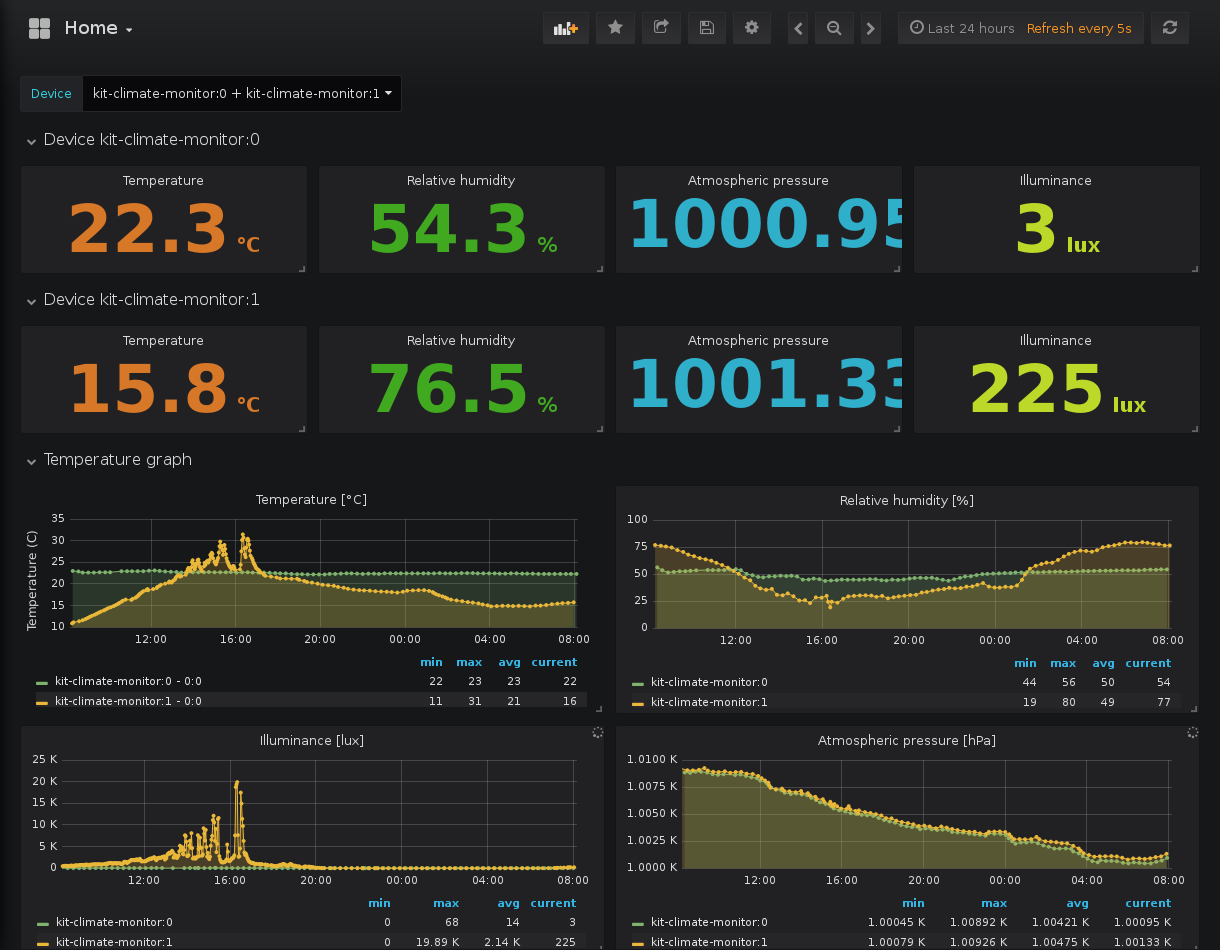 Home
Last 24 hours Refresh every 5s
Device kit-climate-monitor:0 + kit-climate-monitor:1
Device kit-climate-monitor:0
Temperature
22.3 °C
Relative humidity
54.3 %
Atmospheric pressure
1000.95
Illuminance
3 lux
Device kit-climate-monitor:1
Temperature
15.8 °C
Relative humidity
76.5 %
Atmospheric pressure
1001.33
Illuminance
225 lux
Temperature graph
Temperature [°C]
Temperature (C)
35
30
25
20
15
10
12:00 16:00 20:00 00:00 04:00 08:00
min max avg current
kit-climate-monitor:0 - 0:0 22 23 23 22
kit-climate-monitor:1 - 0:0 11 31 21 16
Relative humidity [%]
100
75
50
25
0
12:00 16:00 20:00 00:00 04:00 08:00
min max avg current
kit-climate-monitor:0 44 56 50 54
kit-climate-monitor:1 19 80 49 77
Illuminance [lux]
25 K
20 K
15 K
10 K
5 K
0
12:00 16:00 20:00 00:00 04:00 08:00
min max avg current
kit-climate-monitor:0 0 68 14 3
kit-climate-monitor:1 0 19.89 K 2.14 K 225
Atmospheric pressure [hPa]
1.0100 K
1.0075 K
1.0050 K
1.0025 K
1.0000 K
12:00 16:00 20:00 00:00 04:00 08:00
min max avg current
kit-climate-monitor:0 1.00045 K 1.00892 K 1.00421 K 1.00095 K
kit-climate-monitor:1 1.00079 K 1.00926 K 1.00475 K 1.00133 K